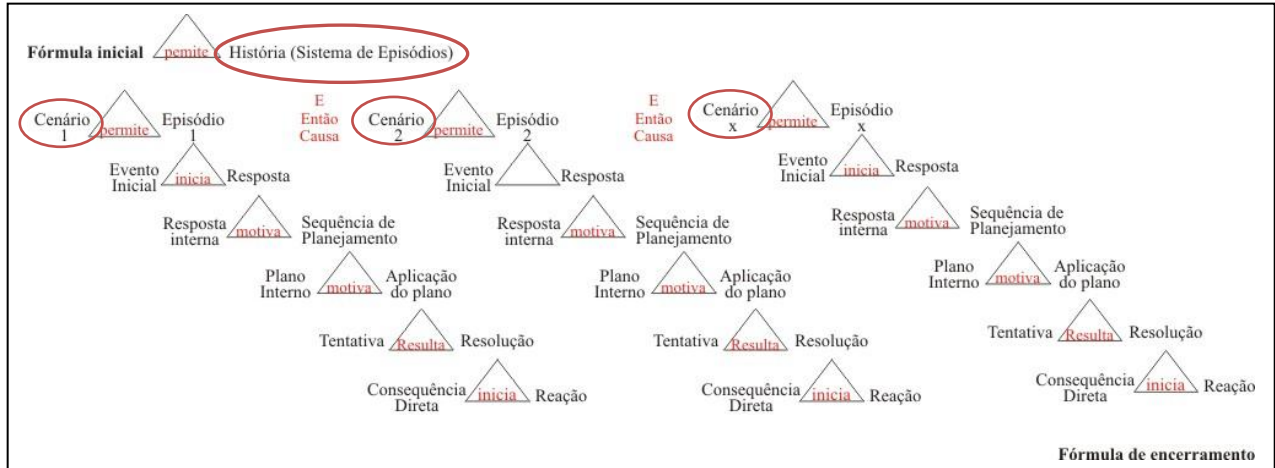 Fórmula inicial pemite História (Sistema de Episódios)
Cenário 1 permite Episódio 1
E Então Causa
Cenário 2 permite Episódio 2
E Então Causa
Cenário x permite Episódio x
Evento Inicial inicia Resposta
Evento Inicial Resposta
Evento Inicial inicia Resposta
Resposta interna motiva Sequência de Planejamento
Resposta interna motiva Sequência de Planejamento
Resposta interna motiva Sequência de Planejamento
Plano Interno motiva Aplicação do plano
Plano Interno motiva Aplicação do plano
Plano Interno motiva Aplicação do plano
Tentativa Resulta Resolução
Tentativa Resulta Resolução
Tentativa Resulta Resolução
Consequência Direta inicia Reação
Consequência Direta inicia Reação
Consequência Direta inicia Reação
Fórmula de encerramento